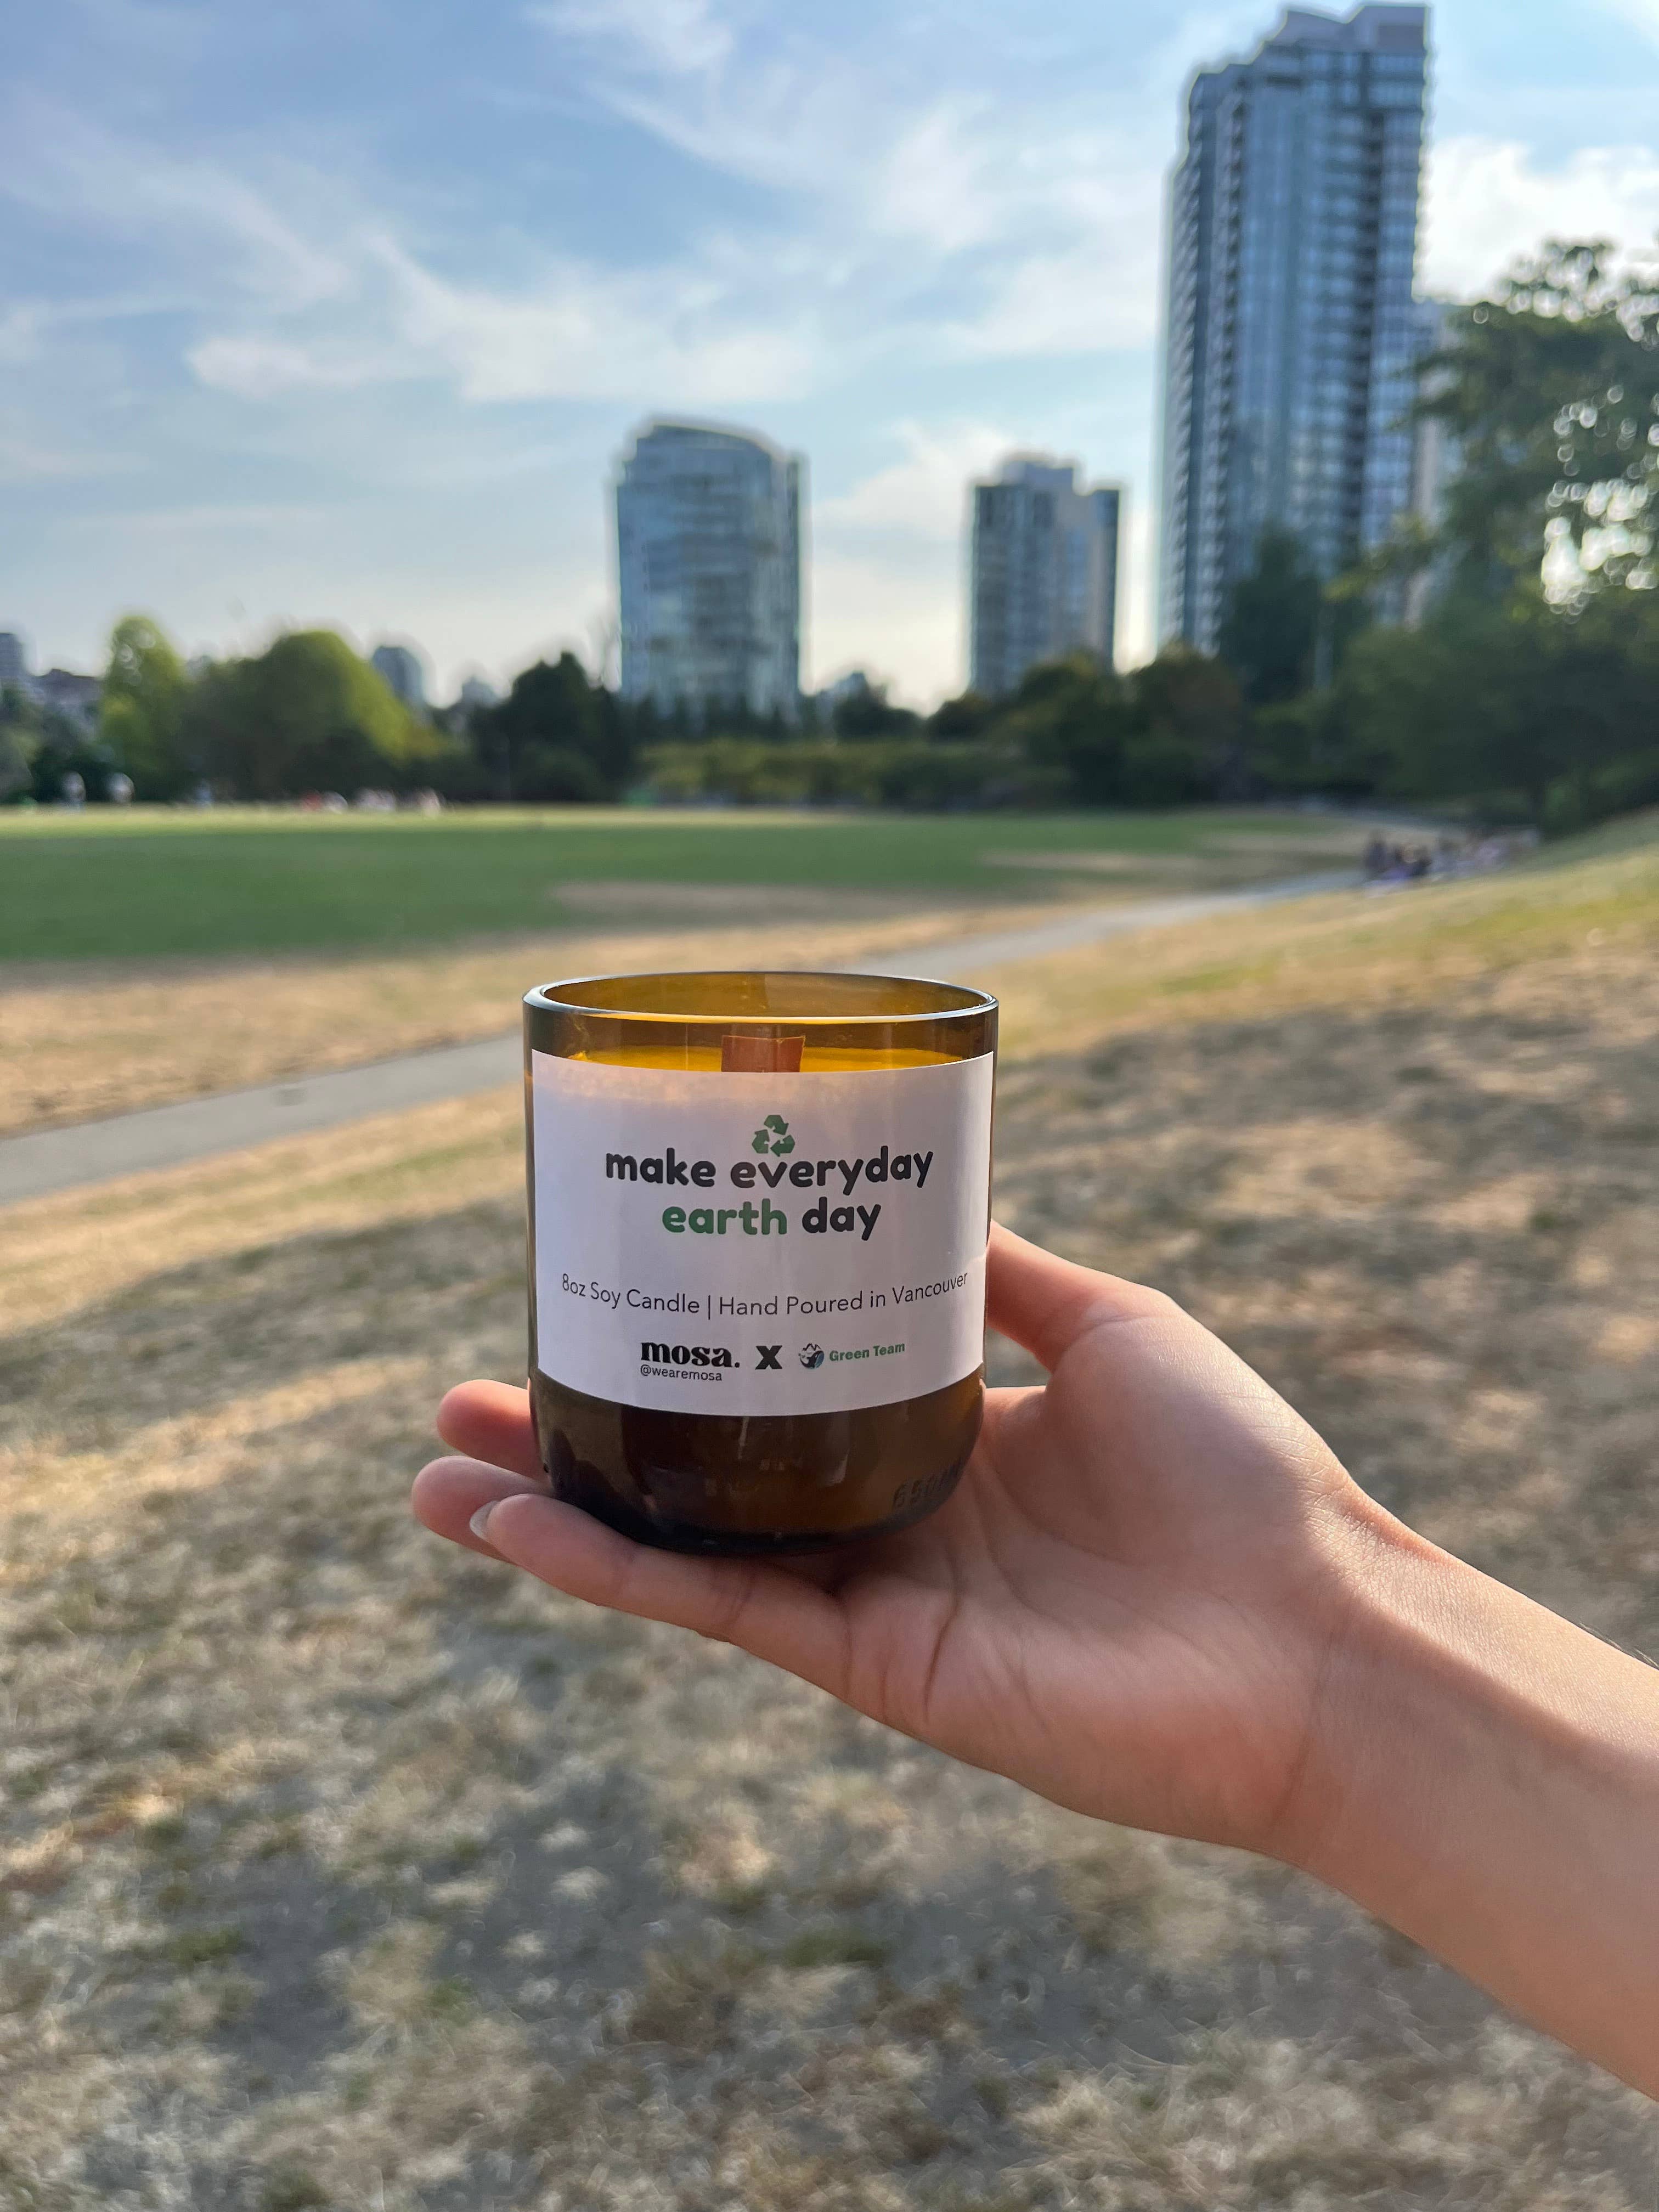 make everyday
earth day
8oz Soy Candle | Hand Poured in Vancouver
mosa. X Green Team
@wearemosa